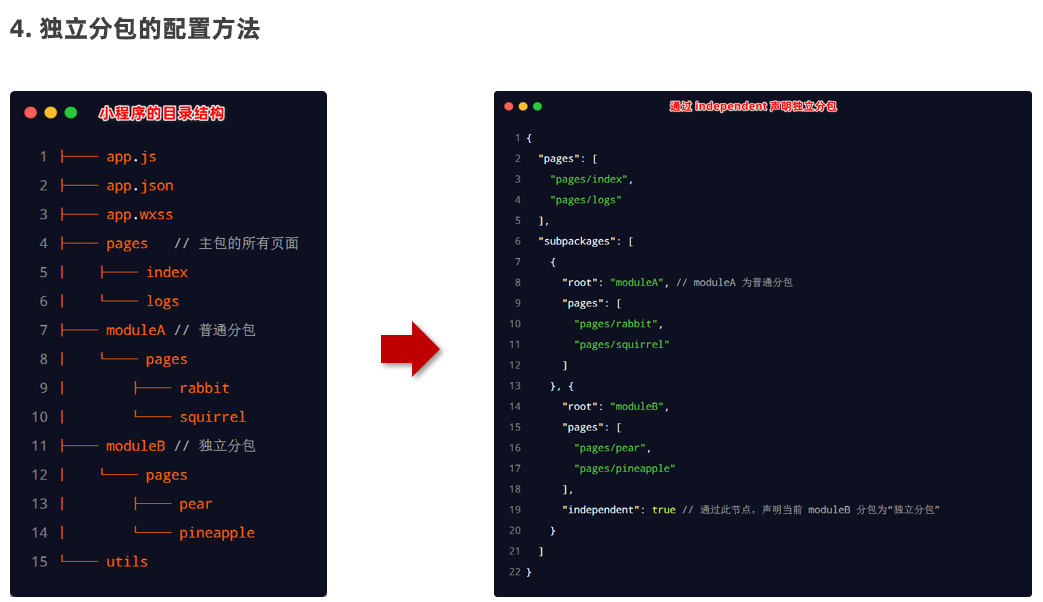 4. 独立分包的配置方法
小程序的目录结构
1 ├── app.js
2 ├── app.json
3 ├── app.wxss
4 ├── pages // 主包的所有页面
5 | ├── index
6 | └── logs
7 ├── moduleA // 普通分包
8 | └── pages
9 | ├── rabbit
10 | └── squirrel
11 ├── moduleB // 独立分包
12 | └── pages
13 | ├── pear
14 | └── pineapple
15 └── utils
通过 independent 声明独立分包
1 {
2 "pages": [
3 "pages/index",
4 "pages/logs"
5 ],
6 "subpackages": [
7 {
8 "root": "moduleA", // moduleA 为普通分包
9 "pages": [
10 "pages/rabbit",
11 "pages/squirrel"
12 ]
13 }, {
14 "root": "moduleB",
15 "pages": [
16 "pages/pear",
17 "pages/pineapple"
18 ],
19 "independent": true // 通过此节点，声明当前 moduleB 分包为“独立分包”
20 }
21 ]
22 }